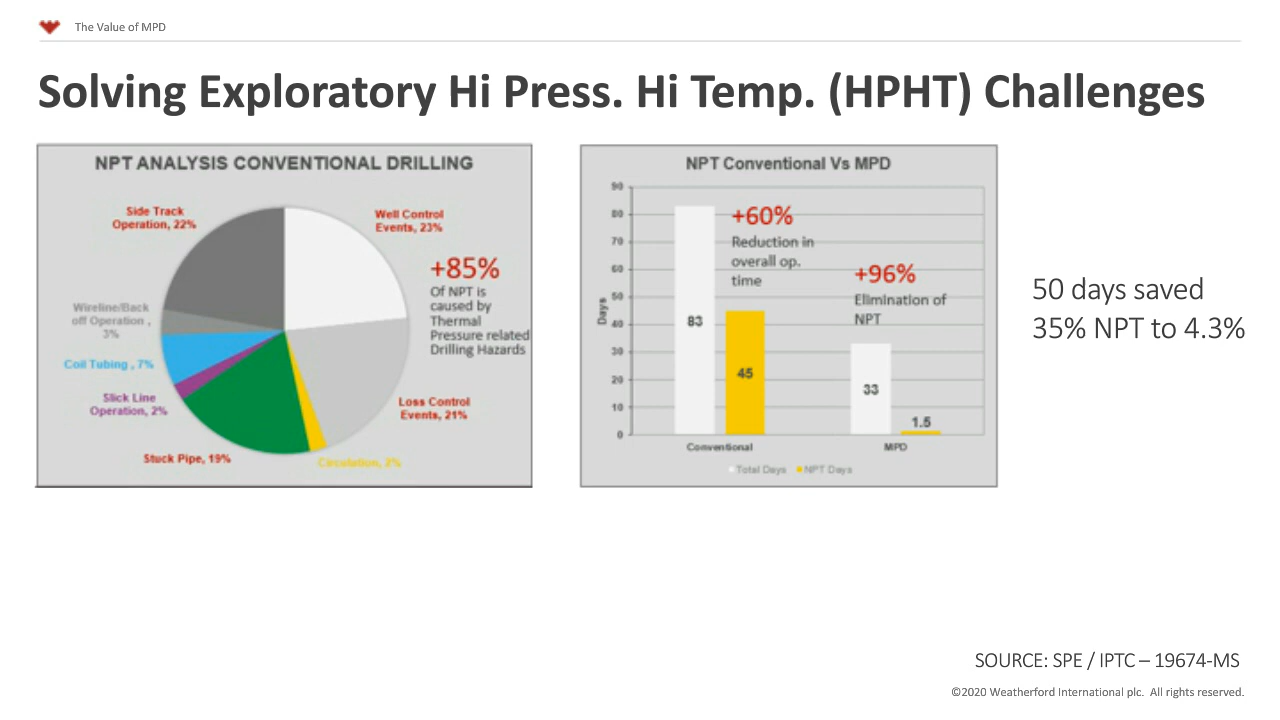 The Value of MPD
Solving Exploratory Hi Press. Hi Temp. (HPHT) Challenges
NPT ANALYSIS CONVENTIONAL DRILLING
Side Track
Operation, 22%
Well Control
Events, 23%
+85%
Of NPT is
caused by
Thermal
Pressure related
Drilling Hazards
Wireline/Back
off Operation ,
3%
Coil Tubing , 7%
Slick Line
Operation, 2%
Loss Control
Events, 21%
Stuck Pipe, 19%
Circulation, 2%
NPT Conventional Vs MPD
90
80
70
60
50
40
30
20
10
0
Days
+60%
Reduction in
overall op.
time
+96%
Elimination of
NPT
83
45
33
1.5
Conventional
MPD
Total Days
NPT Days
50 days saved
35% NPT to 4.3%
SOURCE: SPE / IPTC – 19674-MS
©2020 Weatherford International plc. All rights reserved.